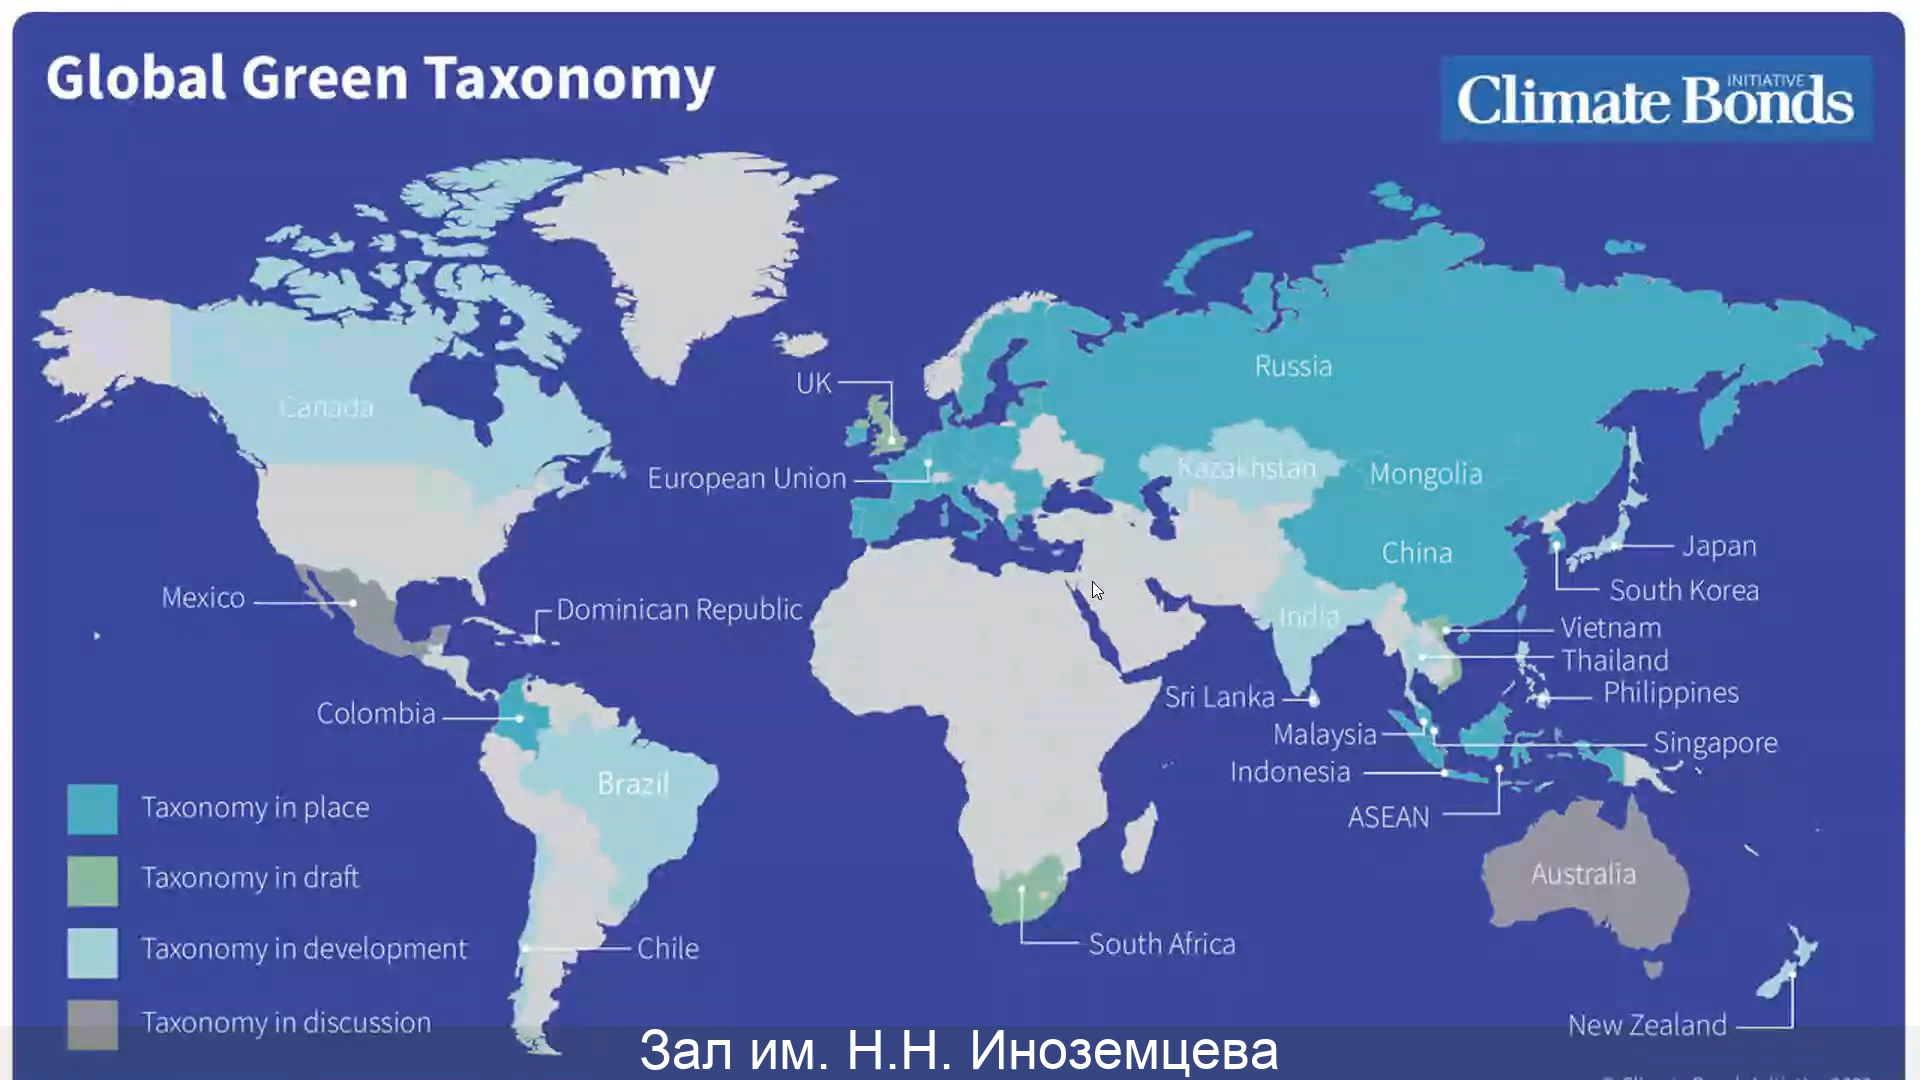 Global Green Taxonomy
INITIATIVE
Climate Bonds
UK
Russia
Canada
European Union
Kazakhstan
Mongolia
China
Japan
South Korea
Mexico
Dominican Republic
India
Vietnam
Thailand
Sri Lanka
Philippines
Colombia
Malaysia
Singapore
Indonesia
ASEAN
Brazil
Taxonomy in place
Taxonomy in draft
Australia
Taxonomy in development
Chile
South Africa
Taxonomy in discussion
New Zealand
Зал им. Н.Н. Иноземцева